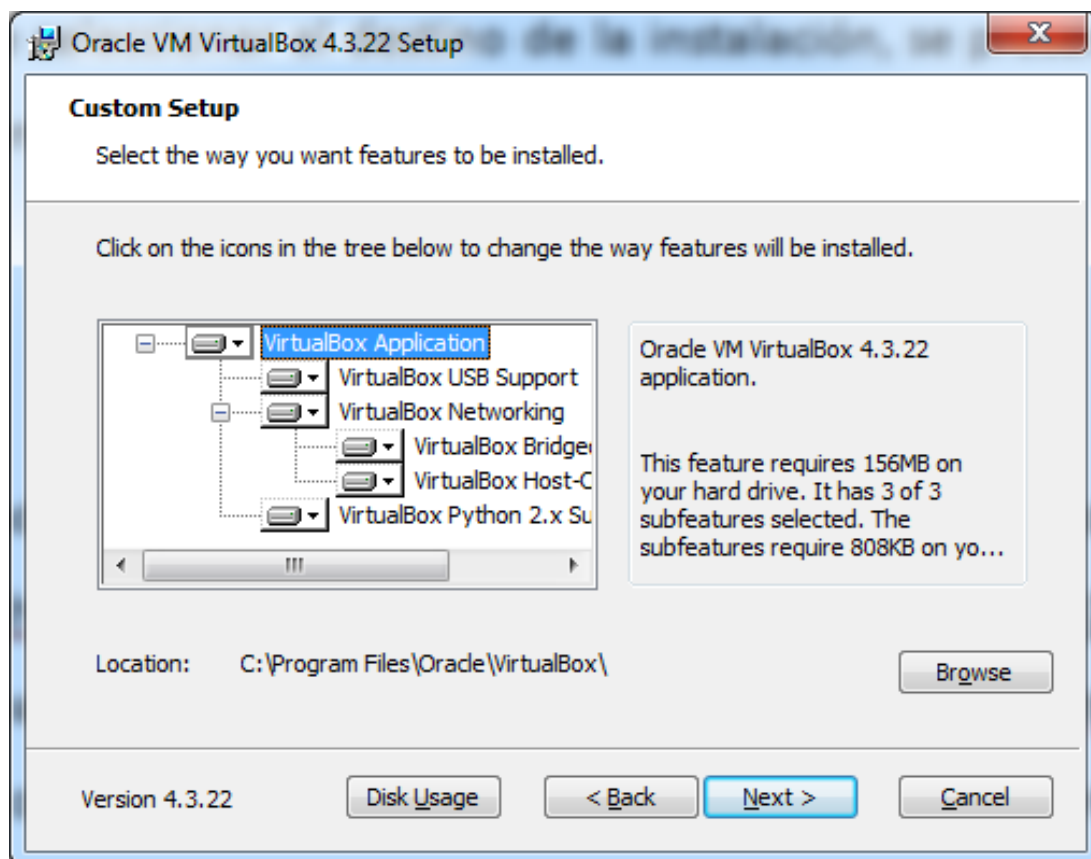 Oracle VM VirtualBox 4.3.22 Setup
de la instalación, se p
Custom Setup
Select the way you want features to be installed.
Click on the icons in the tree below to change the way features will be installed.
VirtualBox Application
VirtualBox USB Support
VirtualBox Networking
VirtualBox Bridge
VirtualBox Host-C
VirtualBox Python 2.x Su
Oracle VM VirtualBox 4.3.22
application.
This feature requires 156MB on
your hard drive. It has 3 of 3
subfeatures selected. The
subfeatures require 808KB on yo...
Location: C:\Program Files\Oracle\VirtualBox\
Browse
Version 4.3.22
Disk Usage
< Back
Next >
Cancel